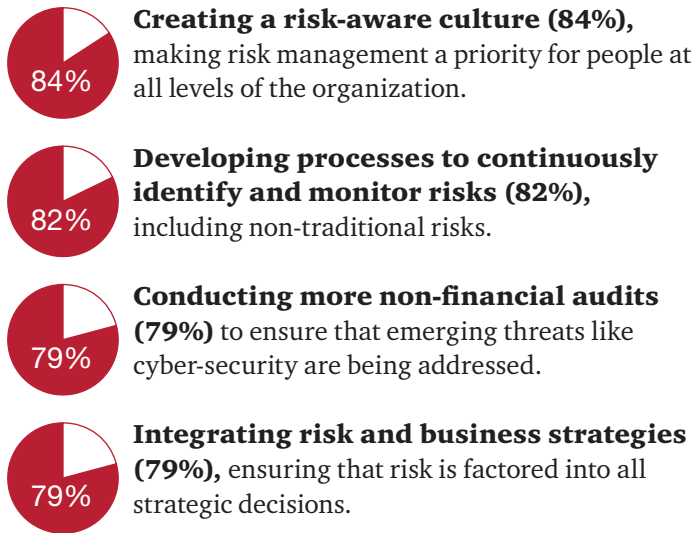 84%
Creating a risk-aware culture (84%),
making risk management a priority for people at
all levels of the organization.
82%
Developing processes to continuously
identify and monitor risks (82%),
including non-traditional risks.
79%
Conducting more non-financial audits
(79%) to ensure that emerging threats like
cyber-security are being addressed.
79%
Integrating risk and business strategies
(79%), ensuring that risk is factored into all
strategic decisions.